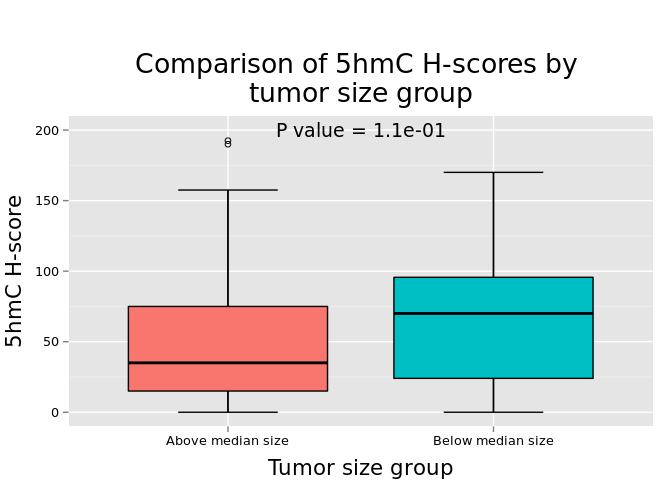 Comparison of 5hmC H-scores by
tumor size group
P value = 1.1e-01
5hmC H-score
200
150
100
50
0
Above median size
Below median size
Tumor size group